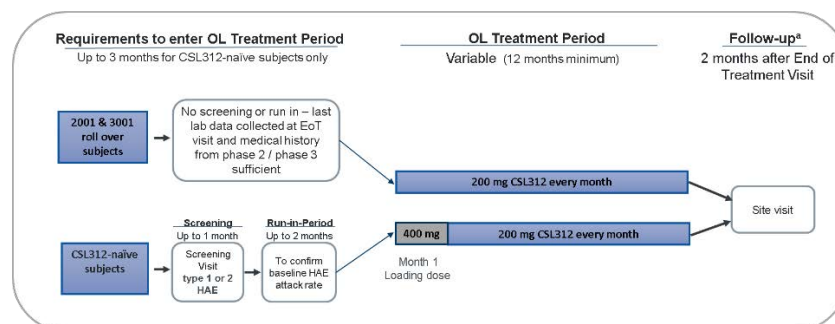 Requirements to enter OL Treatment Period
Up to 3 months for CSL312-naïve subjects only
OL Treatment Period
Variable (12 months minimum)
Follow-upª
2 months after End of
Treatment Visit
2001 & 3001
roll over
subjects
No screening or run in – last
lab data collected at EoT
visit and medical history
from phase 2 / phase 3
sufficient
200 mg CSL312 every month
Site visit
CSL312-naïve
subjects
Screening
Up to 1 month
Screening
Visit
type 1 or 2
HAE
Run-in-Period
Up to 2 months
To confirm
baseline HAE
attack rate
400 mg
200 mg CSL312 every month
Month 1
Loading dose